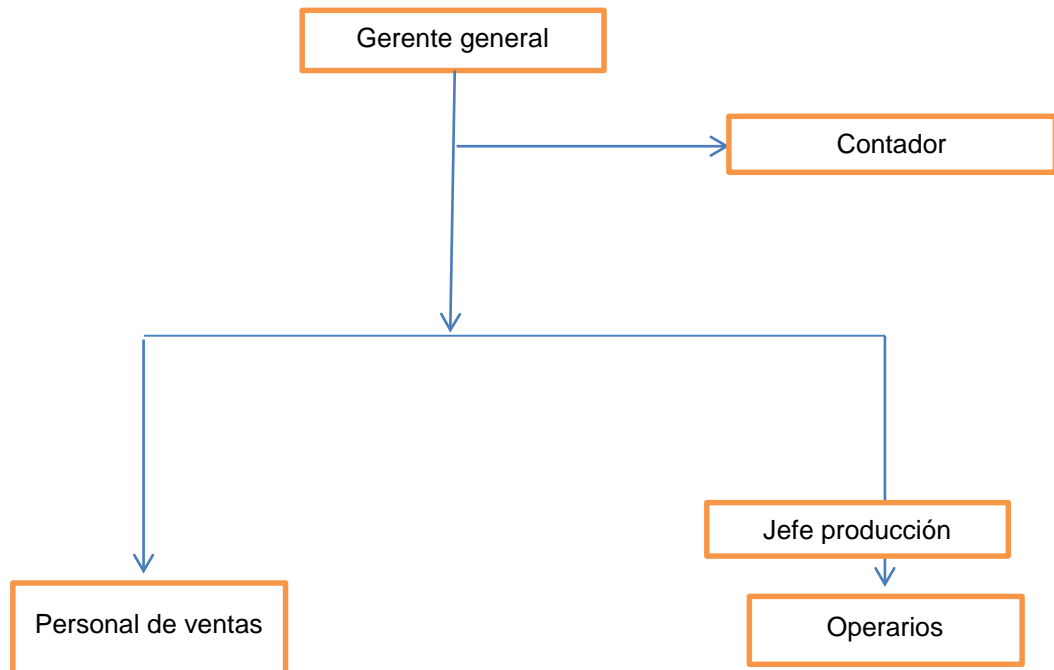 Gerente general
Contador
Jefe producción
Personal de ventas
Operarios